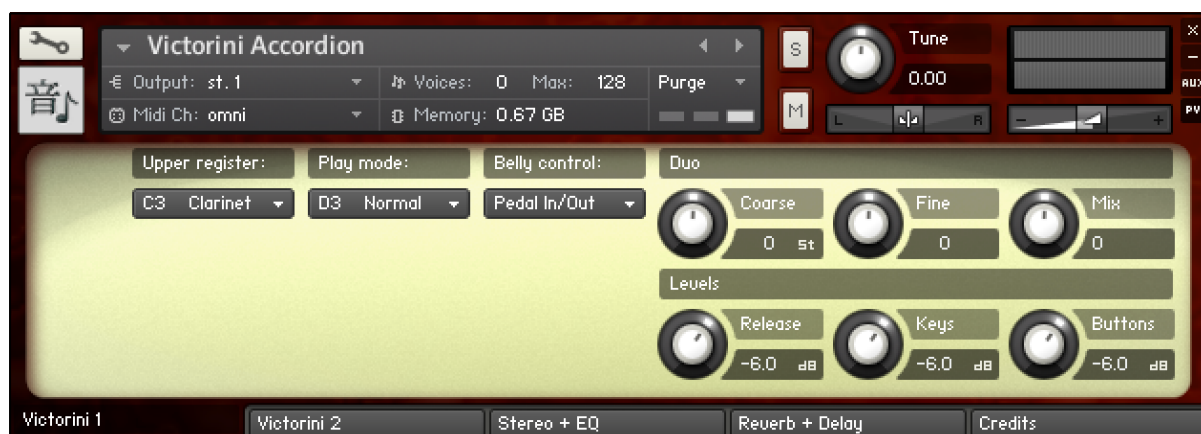 Victorini Accordion
S
Tune
X
–
Output: st. 1
Voices: 0 Max: 128
Purge
0.00
AUX
音♪
Midi Ch: omni
Memory: 0.67 GB
M
L R
– +
PV
Upper register:
Play mode:
Belly control:
Duo
C3 Clarinet
D3 Normal
Pedal In/Out
Coarse
Fine
Mix
0 St
0
0
Levels
Release
Keys
Buttons
-6.0 dB
-6.0 dB
-6.0 dB
Victorini 1
Victorini 2
Stereo + EQ
Reverb + Delay
Credits